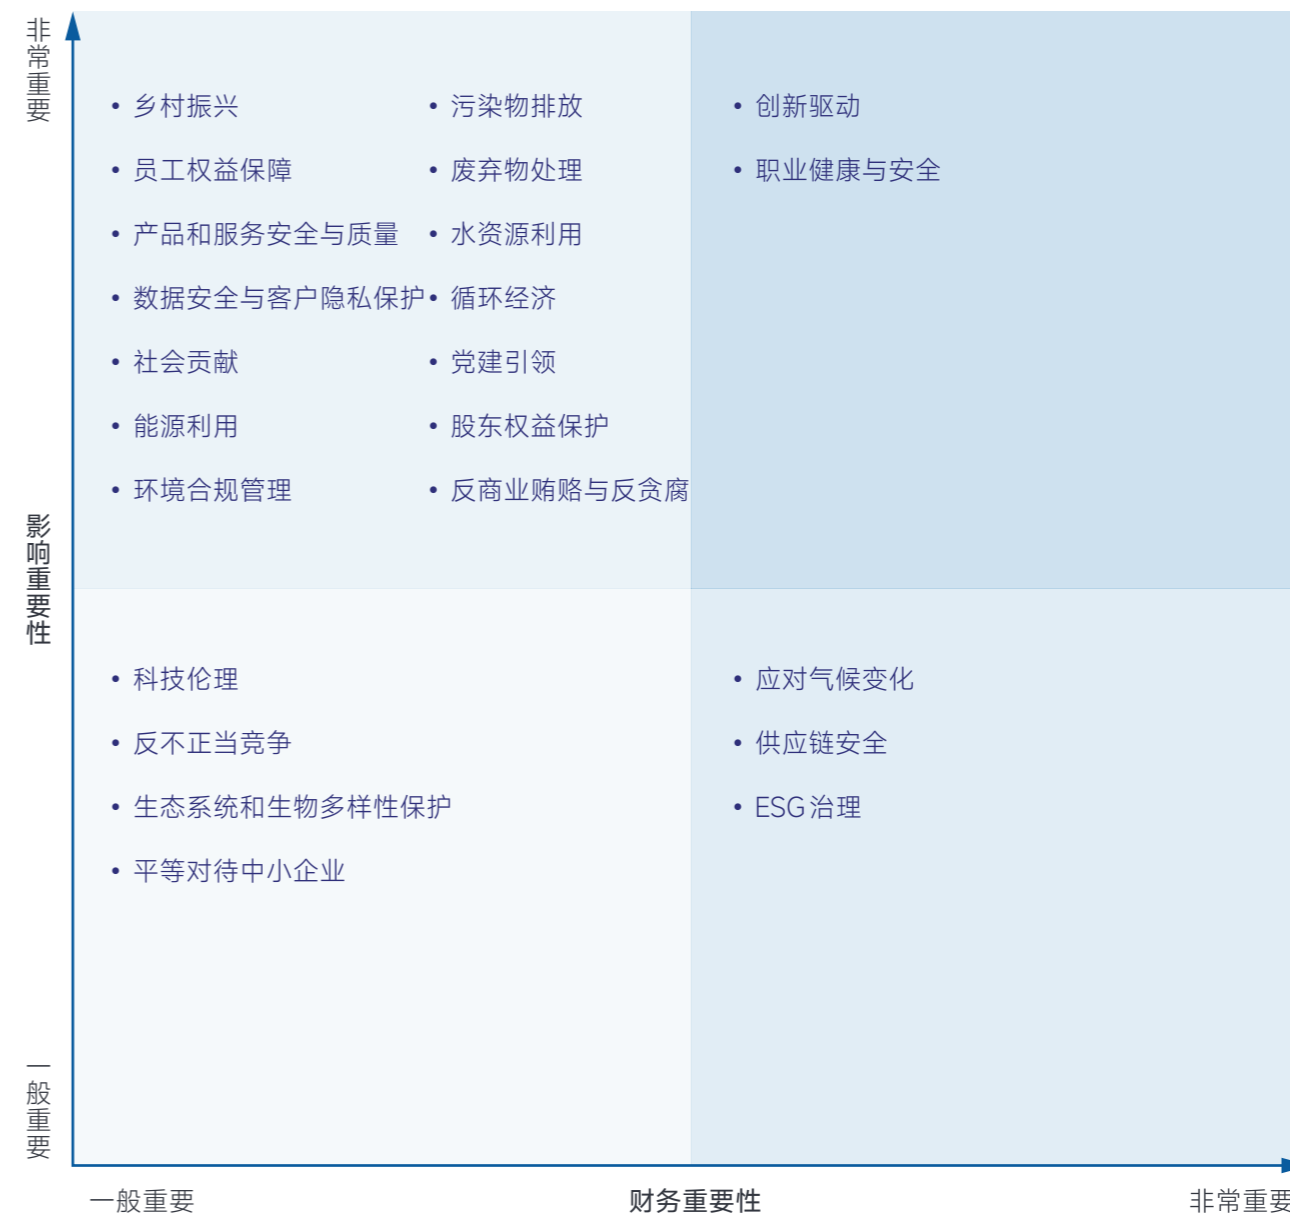 非常重要
• 乡村振兴
• 员工权益保障
• 产品和服务安全与质量
• 数据安全与客户隐私保护
• 社会贡献
• 能源利用
• 环境合规管理
• 污染物排放
• 废弃物处理
• 水资源利用
• 循环经济
• 党建引领
• 股东权益保护
• 反商业贿赂与反贪腐
• 创新驱动
• 职业健康与安全
影响重要性
• 科技伦理
• 反不正当竞争
• 生态系统和生物多样性保护
• 平等对待中小企业
• 应对气候变化
• 供应链安全
• ESG治理
一般重要
一般重要
财务重要性
非常重要